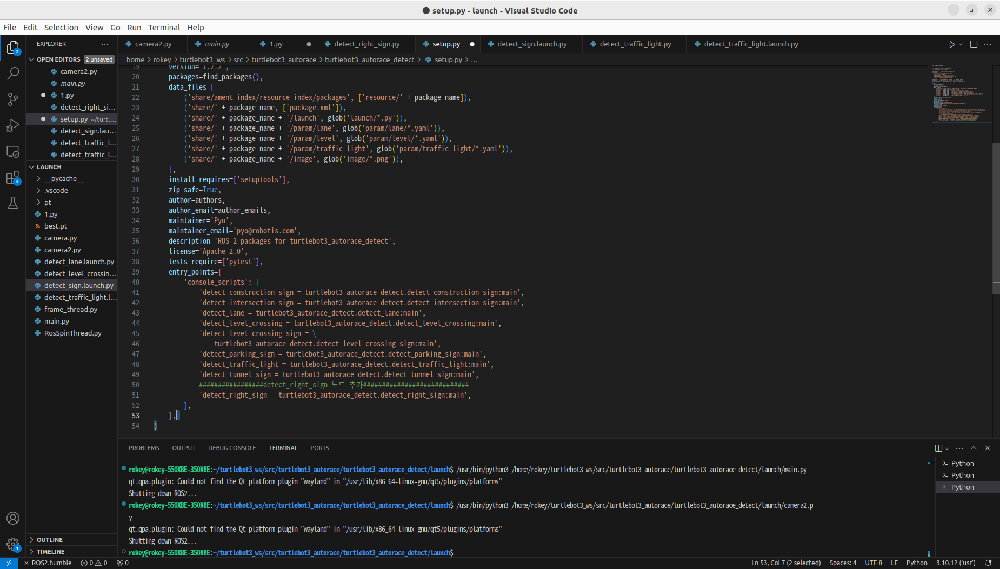 setup.py - launch - Visual Studio Code
File Edit Selection View Go Run Terminal Help
EXPLORER
camera2.py main.py 1.py detect_right_sign.py setup.py detect_sign.launch.py detect_traffic_light.py detect_traffic_light.launch.py
home > rokey > turtlebot3_ws > src > turtlebot3_autorace > turtlebot3_autorace_detect > setup.py > ...
OPEN EDITORS 2 unsaved
camera2.py
main.py
1.py
detect_right_si...
setup.py ~/turtl...
detect_sign.lau...
detect_traffic_l...
detect_traffic_l...
LAUNCH
__pycache__
.vscode
pt
1.py
best.pt
camera.py
camera2.py
detect_lane.launch.py
detect_level_crossin...
detect_sign.launch.py
detect_traffic_light.l...
frame_thread.py
main.py
RosSpinThread.py
OUTLINE
TIMELINE
19 version='1.2.2',
20 packages=find_packages(),
21 data_files=[
22 ('share/ament_index/resource_index/packages', ['resource/' + package_name]),
23 ('share/' + package_name, ['package.xml']),
24 ('share/' + package_name + '/launch', glob('launch/*.py')),
25 ('share/' + package_name + '/param/lane', glob('param/lane/*.yaml')),
26 ('share/' + package_name + '/param/level', glob('param/level/*.yaml')),
27 ('share/' + package_name + '/param/traffic_light', glob('param/traffic_light/*.yaml')),
28 ('share/' + package_name + '/image', glob('image/*.png')),
29 ],
30 install_requires=['setuptools'],
31 zip_safe=True,
32 author=authors,
33 author_email=author_emails,
34 maintainer='Pyo',
35 maintainer_email='pyo@robotis.com',
36 description='ROS 2 packages for turtlebot3_autorace_detect',
37 license='Apache 2.0',
38 tests_require=['pytest'],
39 entry_points={
40 'console_scripts': [
41 'detect_construction_sign = turtlebot3_autorace_detect.detect_construction_sign:main',
42 'detect_intersection_sign = turtlebot3_autorace_detect.detect_intersection_sign:main',
43 'detect_lane = turtlebot3_autorace_detect.detect_lane:main',
44 'detect_level_crossing = turtlebot3_autorace_detect.detect_level_crossing:main',
45 'detect_level_crossing_sign = \
46 turtlebot3_autorace_detect.detect_level_crossing_sign:main',
47 'detect_parking_sign = turtlebot3_autorace_detect.detect_parking_sign:main',
48 'detect_traffic_light = turtlebot3_autorace_detect.detect_traffic_light:main',
49 'detect_tunnel_sign = turtlebot3_autorace_detect.detect_tunnel_sign:main',
50 #################detect_right_sign 노드 추가############################
51 'detect_right_sign = turtlebot3_autorace_detect.detect_right_sign:main',
52 ],
53 },
54 )
PROBLEMS OUTPUT DEBUG CONSOLE TERMINAL PORTS
rokey@rokey-550XBE-350XBE:~/turtlebot3_ws/src/turtlebot3_autorace/turtlebot3_autorace_detect/launch$ /usr/bin/python3 /home/rokey/turtlebot3_ws/src/turtlebot3_autorace/turtlebot3_autorace_detect/launch/main.py
qt.qpa.plugin: Could not find the Qt platform plugin "wayland" in "/usr/lib/x86_64-linux-gnu/qt5/plugins/platforms"
Shutting down ROS2...
rokey@rokey-550XBE-350XBE:~/turtlebot3_ws/src/turtlebot3_autorace/turtlebot3_autorace_detect/launch$ /usr/bin/python3 /home/rokey/turtlebot3_ws/src/turtlebot3_autorace/turtlebot3_autorace_detect/launch/camera2.p
y
qt.qpa.plugin: Could not find the Qt platform plugin "wayland" in "/usr/lib/x86_64-linux-gnu/qt5/plugins/platforms"
Shutting down ROS2...
rokey@rokey-550XBE-350XBE:~/turtlebot3_ws/src/turtlebot3_autorace/turtlebot3_autorace_detect/launch$
Python
Python
Python
2
4
1
ROS2.humble 0 0 0 Ln 53, Col 7 (2 selected) Spaces: 4 UTF-8 LF Python 3.10.12 ('usr')